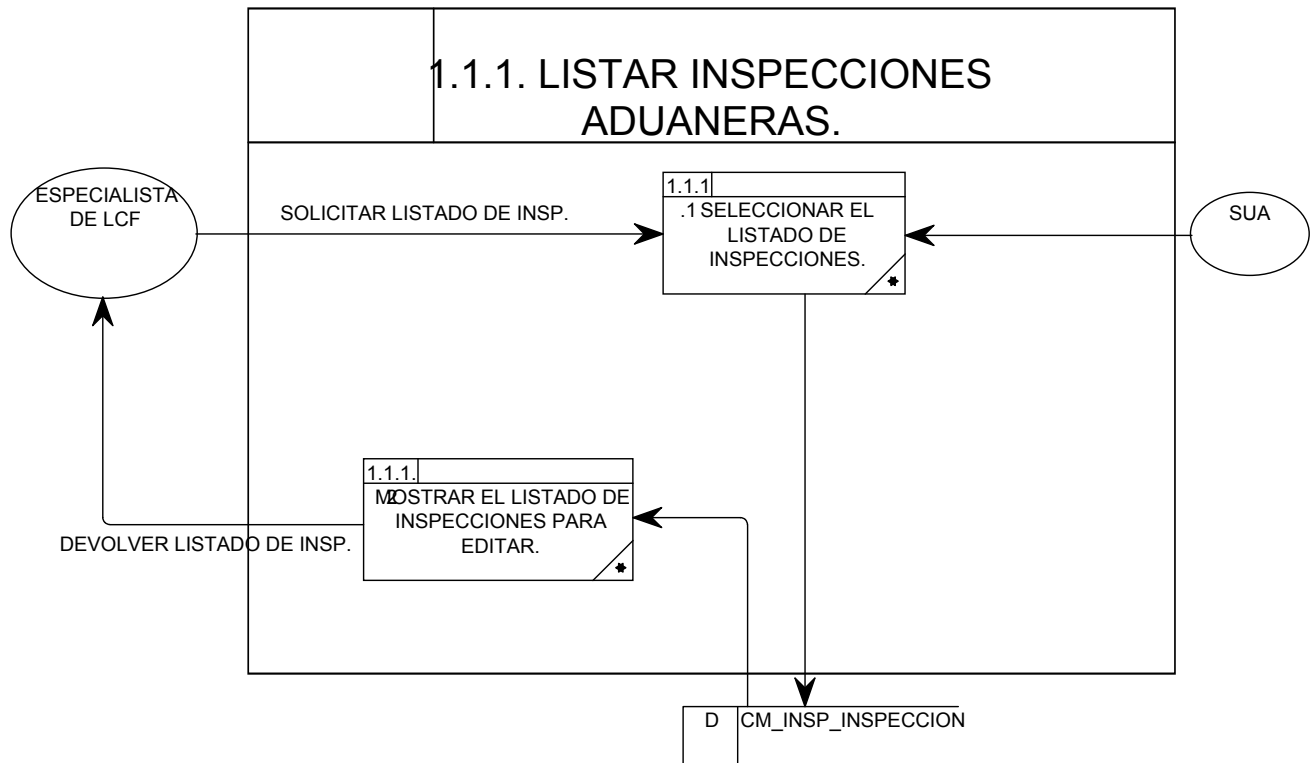 1.1.1. LISTAR INSPECCIONES
ADUANERAS.
ESPECIALISTA
DE LCF
SOLICITAR LISTADO DE INSP.
1.1.1
.1 SELECCIONAR EL
LISTADO DE
INSPECCIONES.
*
SUA
1.1.1.
2
MOSTRAR EL LISTADO DE
INSPECCIONES PARA
EDITAR.
*
DEVOLVER LISTADO DE INSP.
D CM_INSP_INSPECCION